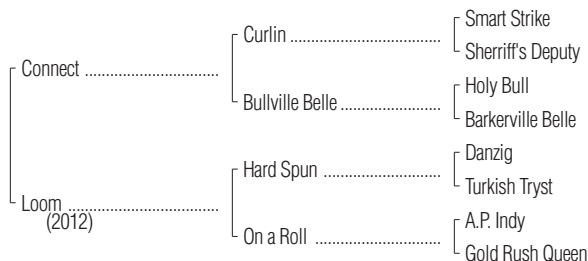 Smart Strike
Curlin
Sheriff's Deputy
Connect
Holy Bull
Bullville Belle
Barkerville Belle
Danzig
Hard Spun
Turkish Tryst
Loom
(2012)
A.P. Indy
On a Roll
Gold Rush Queen